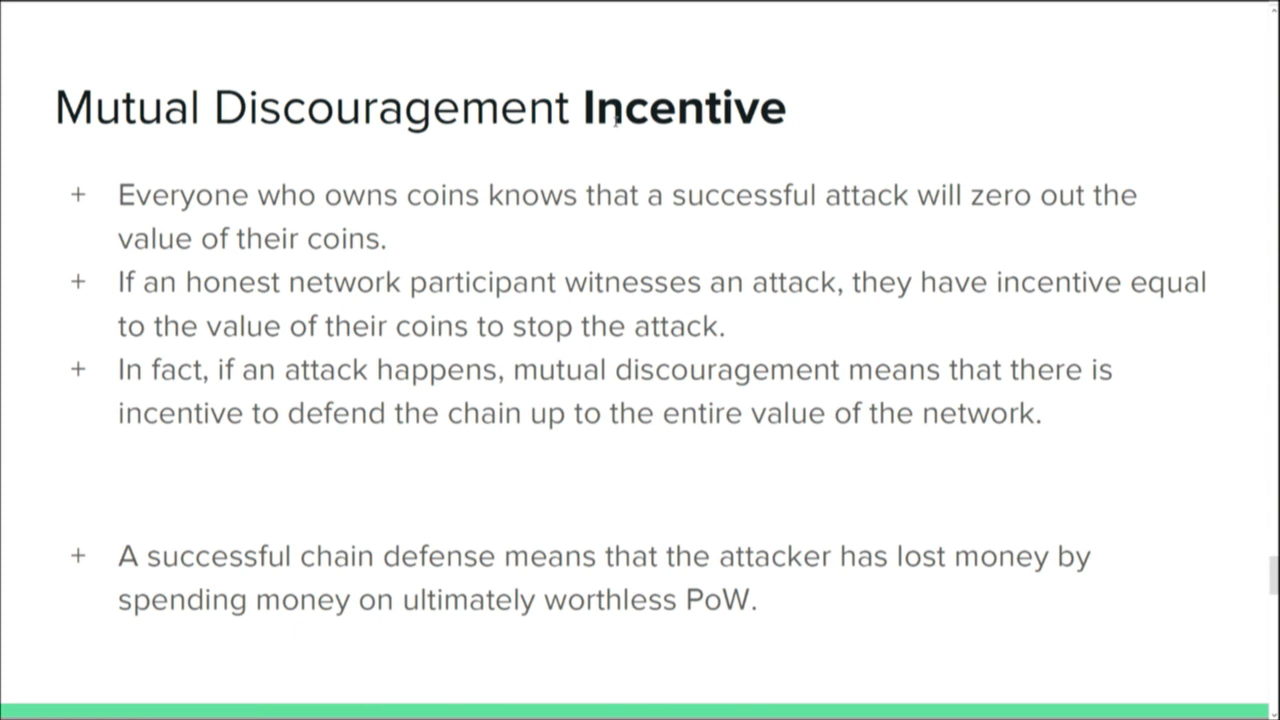 Mutual Discouragement Incentive
+ Everyone who owns coins knows that a successful attack will zero out the
value of their coins.
+ If an honest network participant witnesses an attack, they have incentive equal
to the value of their coins to stop the attack.
+ In fact, if an attack happens, mutual discouragement means that there is
incentive to defend the chain up to the entire value of the network.
+ A successful chain defense means that the attacker has lost money by
spending money on ultimately worthless PoW.